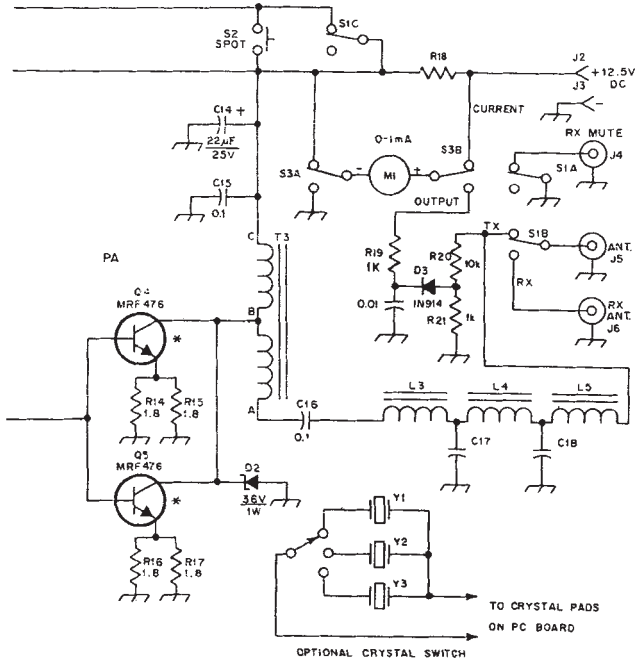 S2
SPOT
S1C
R18
J2
+12.5V
DC
J3
-
CURRENT
C14
+
22µF
25V
0-1mA
RX MUTE
J4
S3A
-
M1
+
S3B
S1A
C15
0.1
OUTPUT
C
T3
R19
1K
R20
10k
TX
S1B
ANT.
J5
D3
1N914
RX
PA
0.01
R21
1k
RX
ANT.
J6
Q4
MRF476
*
B
R14
1.8
R15
1.8
A
C16
0.1
L3
L4
L5
C17
C18
Q5
MRF476
*
D2
36V
1W
R16
1.8
R17
1.8
Y1
Y2
Y3
TO CRYSTAL PADS
ON PC BOARD
OPTIONAL CRYSTAL SWITCH